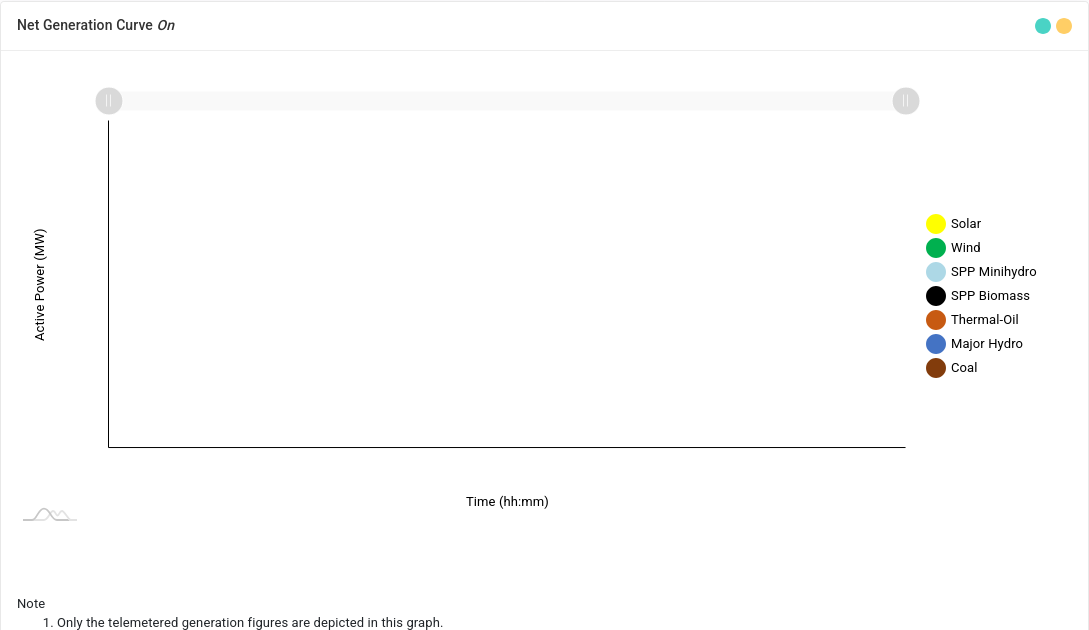 Net Generation Curve On
Active Power (MW)
Solar
Wind
SPP Minihydro
SPP Biomass
Thermal-Oil
Major Hydro
Coal
Time (hh:mm)
Note
1. Only the telemetered generation figures are depicted in this graph.